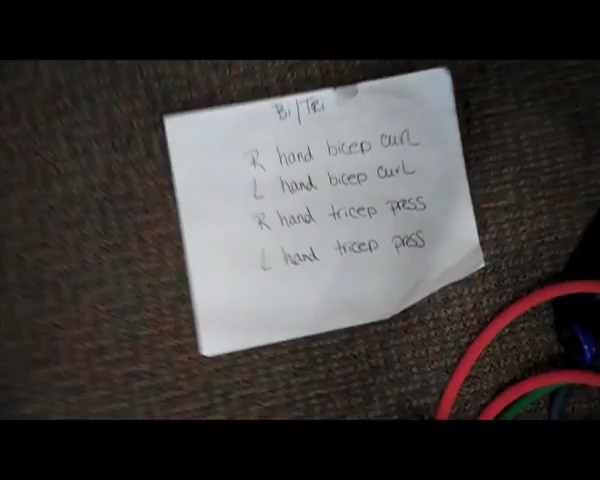 Bi/TRi
R hand bicep curl
L hand bicep curl
R hand tricep press
L hand tricep press